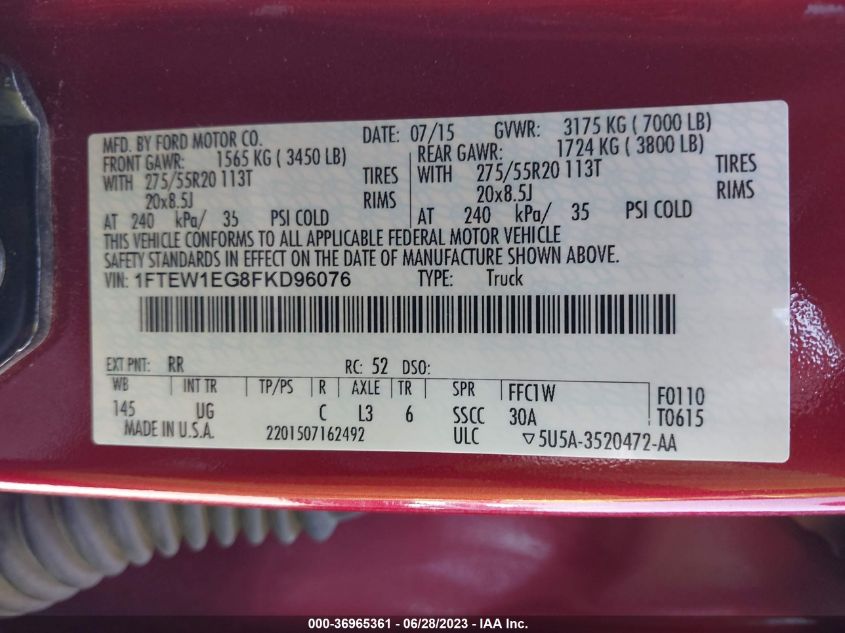 MFD. BY FORD MOTOR CO. DATE: 07/15 GVWR: 3175 KG ( 7000 LB)
FRONT GAWR: 1565 KG ( 3450 LB) REAR GAWR: 1724 KG ( 3800 LB)
WITH 275/55R20 113T TIRES WITH 275/55R20 113T TIRES
20x8.5J RIMS 20x8.5J RIMS
AT 240 kPa/ 35 PSI COLD AT 240 kPa/ 35 PSI COLD
THIS VEHICLE CONFORMS TO ALL APPLICABLE FEDERAL MOTOR VEHICLE
SAFETY STANDARDS IN EFFECT ON THE DATE OF MANUFACTURE SHOWN ABOVE.
VIN: 1FTEW1EG8FKD96076 TYPE: Truck
EXT PNT: RR RC: 52 DSO:
WB INT TR TP/PS R AXLE TR SPR FFC1W F0110
145 UG C L3 6 SSCC 30A T0615
MADE IN U.S.A. 2201507162492 ULC ▽5U5A-3520472-AA
000-36965361 - 06/28/2023 - 1IAA Inc.